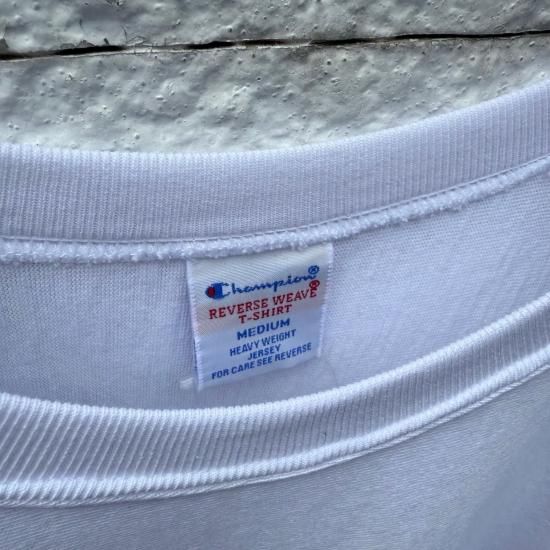 Champion®
REVERSE WEAVE®
T-SHIRT
MEDIUM
HEAVY WEIGHT
JERSEY
FOR CARE SEE REVERSE